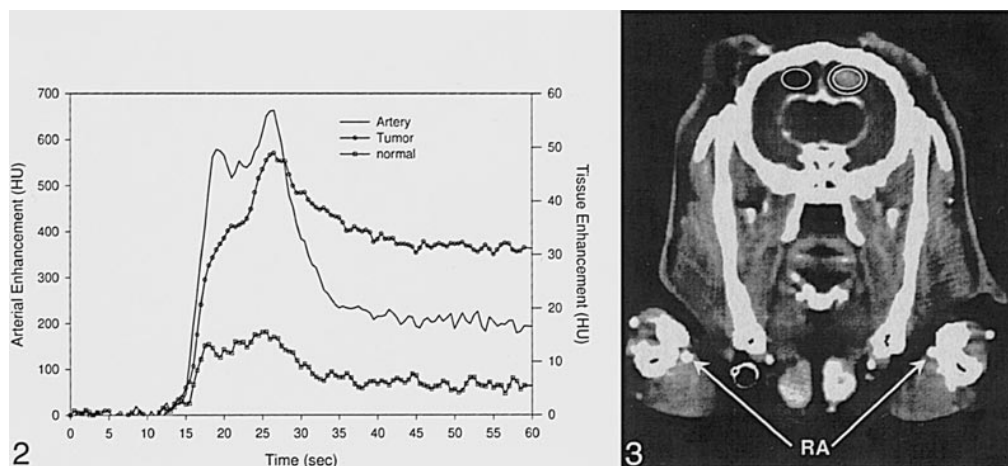 700
600
500
400
300
200
100
0
Arterial Enhancement (HU)
60
50
40
30
20
10
0
Tissue Enhancement (HU)
Artery
Tumor
normal
0 5 10 15 20 25 30 35 40 45 50 55 60
Time (sec)
2
3
RA